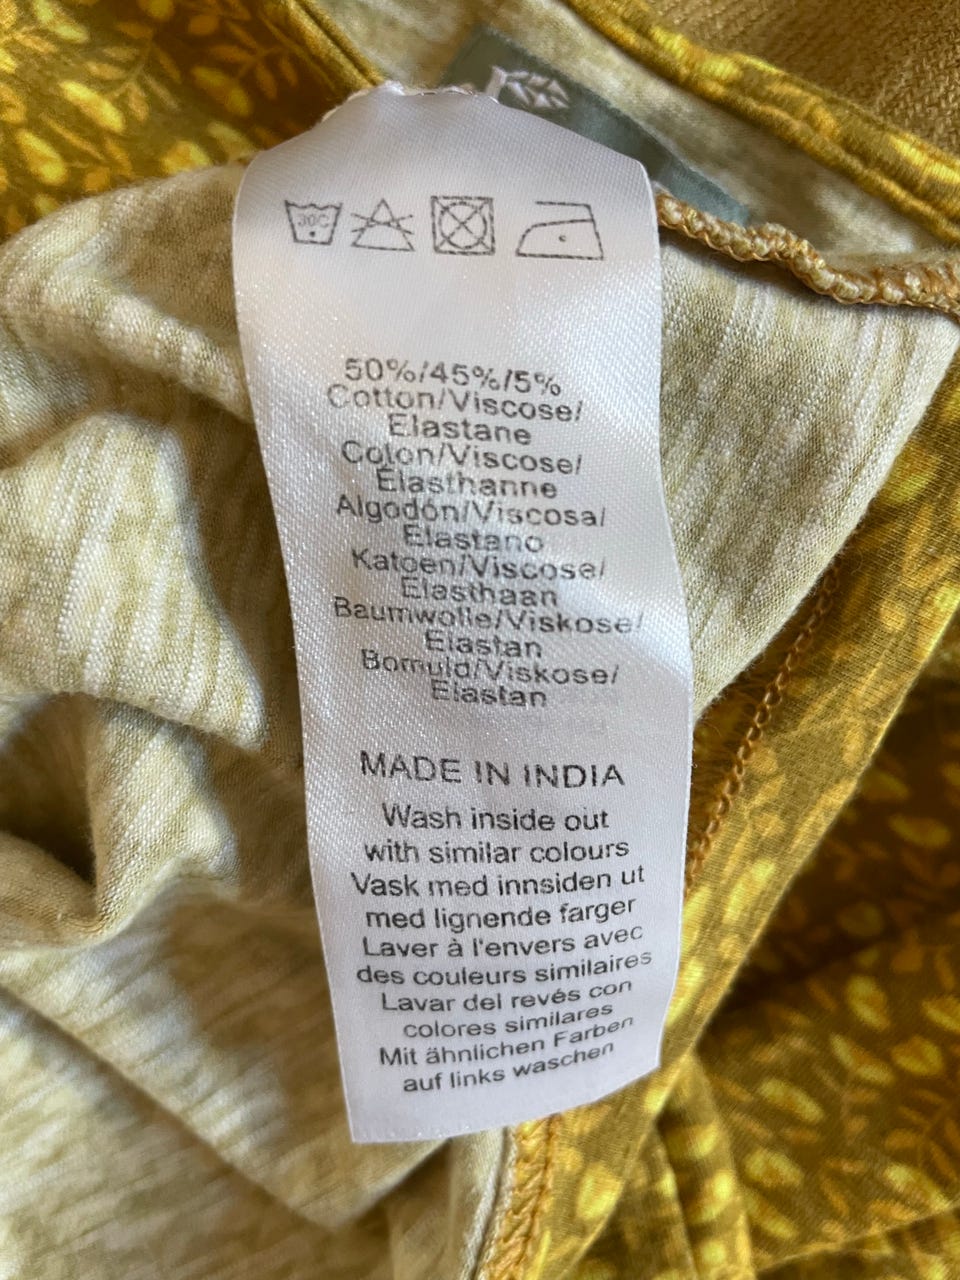 30C
50%/45%/5%
Cotton/Viscose/
Elastane
Coton/Viscose/
Élasthanne
Algodón/Viscosa/
Elastano
Katoen/Viscose/
Elasthaan
Baumwolle/Viskose/
Elastan
Bomuld/Viskose/
Elastan
MADE IN INDIA
Wash inside out
with similar colours
Vask med innsiden ut
med lignende farger
Laver à l'envers avec
des couleurs similaires
Lavar del revés con
colores similares
Mit ähnlichen Farben
auf links waschen